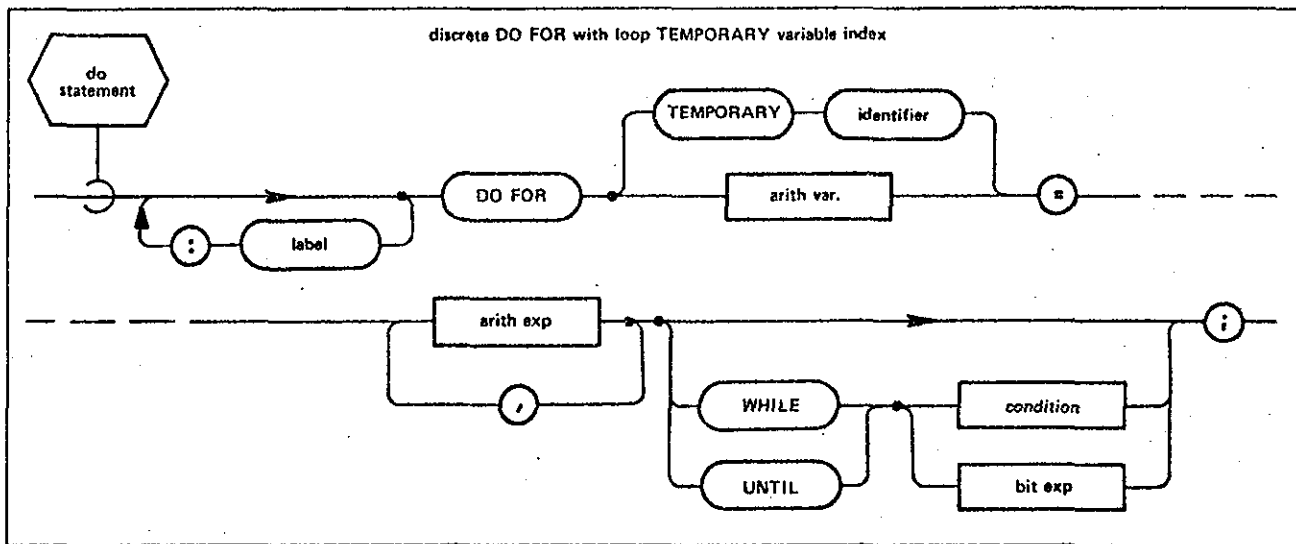 discrete DO FOR with loop TEMPORARY variable index
do
statement
TEMPORARY
identifier
DO FOR
arith var.
=
:
label
arith exp
,
;
WHILE
condition
UNTIL
bit exp